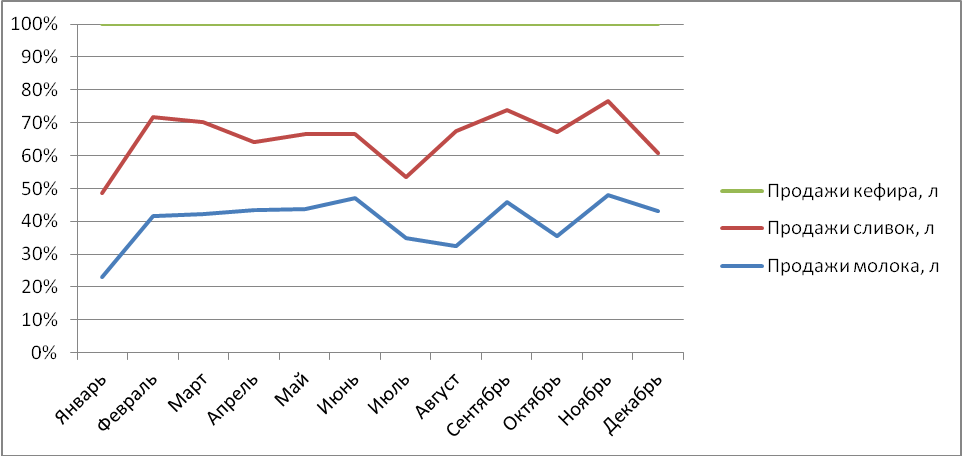 100%
90%
80%
70%
60%
50%
40%
30%
20%
10%
0%
Январь
Февраль
Март
Апрель
Май
Июнь
Июль
Август
Сентябрь
Октябрь
Ноябрь
Декабрь
Продажи кефира, л
Продажи сливок, л
Продажи молока, л